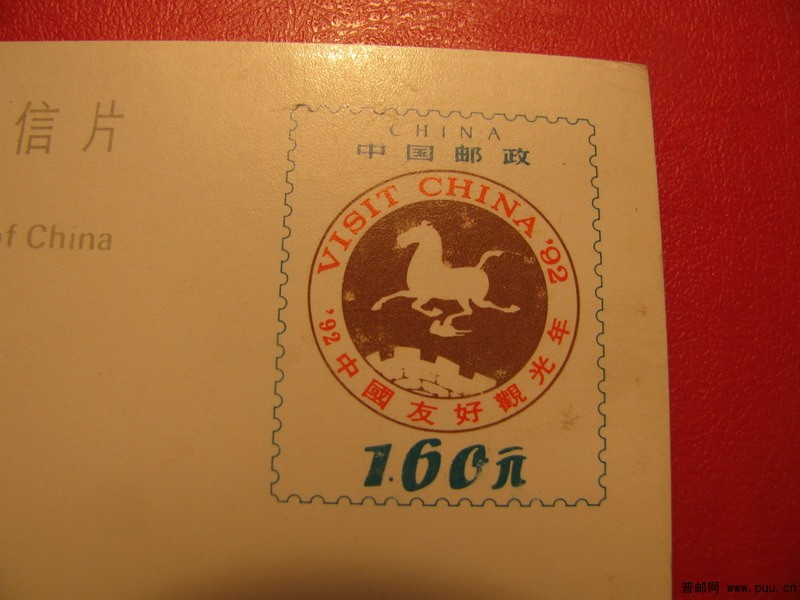 信片
of China
CHINA
中国邮政
VISIT CHINA '92
'92中國友好觀光年
1.60元
普邮网 www.puu.cn